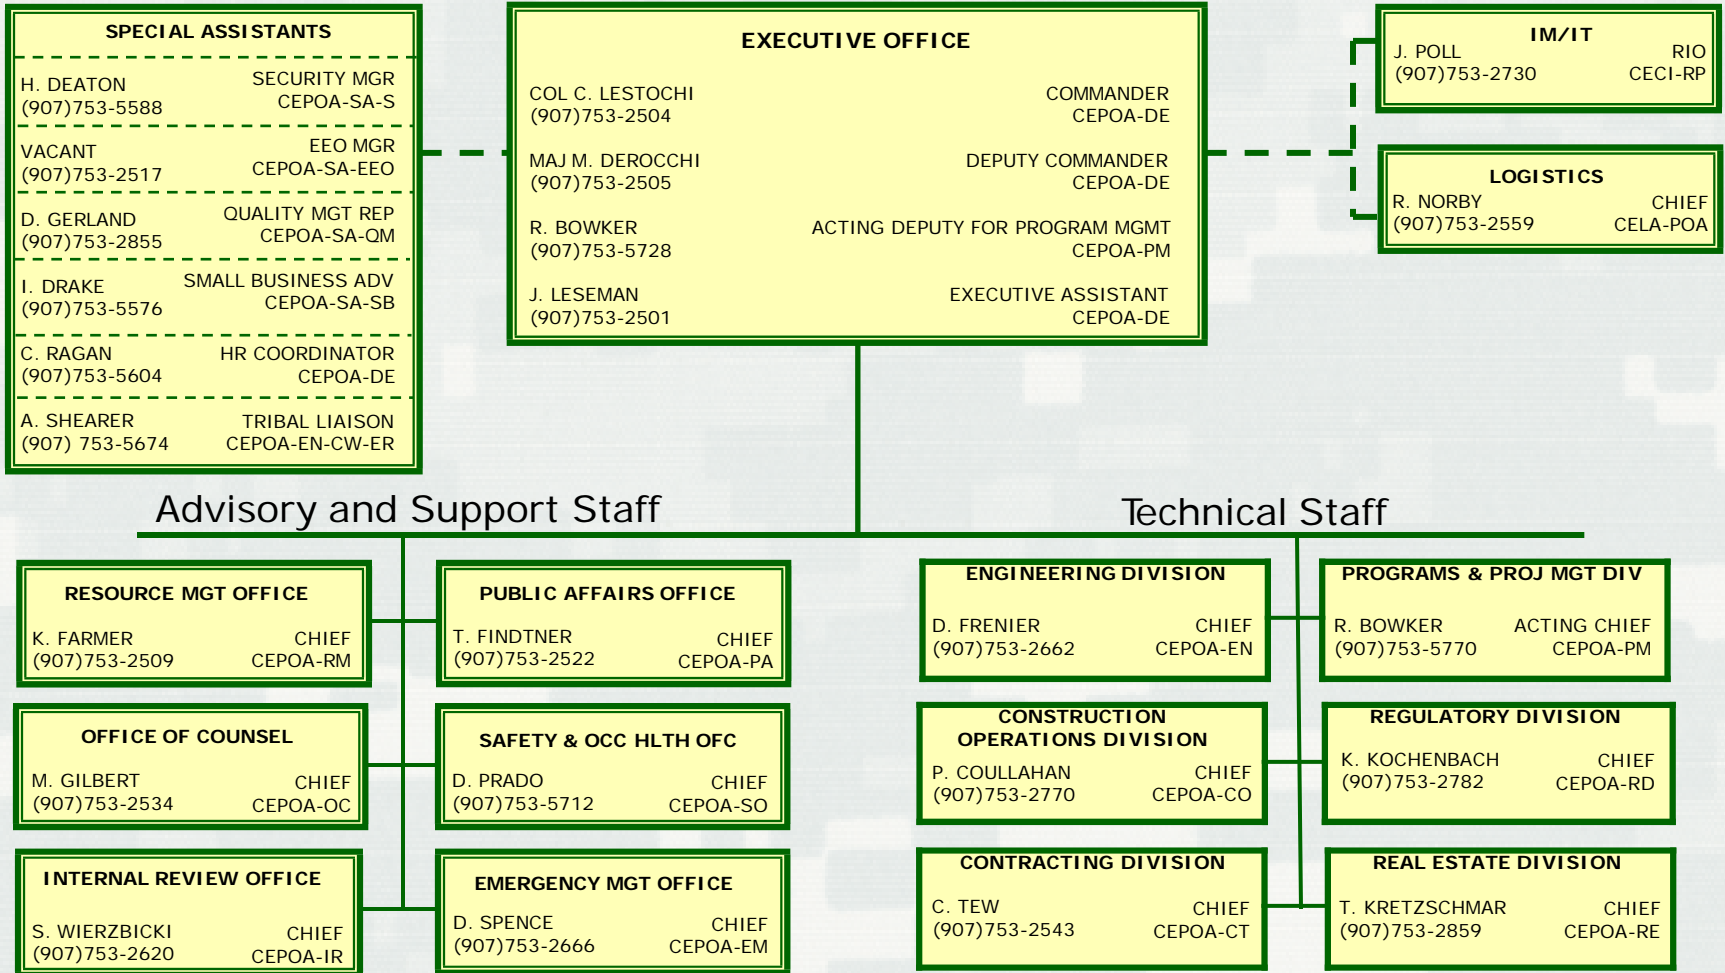 SPECIAL ASSISTANTS
H. DEATON SECURITY MGR
(907)753-5588 CEPOA-SA-S
VACANT EEO MGR
(907)753-2517 CEPOA-SA-EEO
D. GERLAND QUALITY MGT REP
(907)753-2855 CEPOA-SA-QM
I. DRAKE SMALL BUSINESS ADV
(907)753-5576 CEPOA-SA-SB
C. RAGAN HR COORDINATOR
(907)753-5604 CEPOA-DE
A. SHEARER TRIBAL LIAISON
(907) 753-5674 CEPOA-EN-CW-ER
EXECUTIVE OFFICE
COL C. LESTOCHI COMMANDER
(907)753-2504 CEPOA-DE
MAJ M. DEROCCHI DEPUTY COMMANDER
(907)753-2505 CEPOA-DE
R. BOWKER ACTING DEPUTY FOR PROGRAM MGMT
(907)753-5728 CEPOA-PM
J. LESEMAN EXECUTIVE ASSISTANT
(907)753-2501 CEPOA-DE
IM/IT
J. POLL RIO
(907)753-2730 CECI-RP
LOGISTICS
R. NORBY CHIEF
(907)753-2559 CELA-POA
Advisory and Support Staff
RESOURCE MGT OFFICE
K. FARMER CHIEF
(907)753-2509 CEPOA-RM
PUBLIC AFFAIRS OFFICE
T. FINDTNER CHIEF
(907)753-2522 CEPOA-PA
OFFICE OF COUNSEL
M. GILBERT CHIEF
(907)753-2534 CEPOA-OC
SAFETY & OCC HLTH OFC
D. PRADO CHIEF
(907)753-5712 CEPOA-SO
INTERNAL REVIEW OFFICE
S. WIERZBICKI CHIEF
(907)753-2620 CEPOA-IR
EMERGENCY MGT OFFICE
D. SPENCE CHIEF
(907)753-2666 CEPOA-EM
Technical Staff
ENGINEERING DIVISION
D. FRENIER CHIEF
(907)753-2662 CEPOA-EN
PROGRAMS & PROJ MGT DIV
R. BOWKER ACTING CHIEF
(907)753-5770 CEPOA-PM
CONSTRUCTION
OPERATIONS DIVISION
P. COULLAHAN CHIEF
(907)753-2770 CEPOA-CO
REGULATORY DIVISION
K. KOCHENBACH CHIEF
(907)753-2782 CEPOA-RD
CONTRACTING DIVISION
C. TEW CHIEF
(907)753-2543 CEPOA-CT
REAL ESTATE DIVISION
T. KRETZSCHMAR CHIEF
(907)753-2859 CEPOA-RE